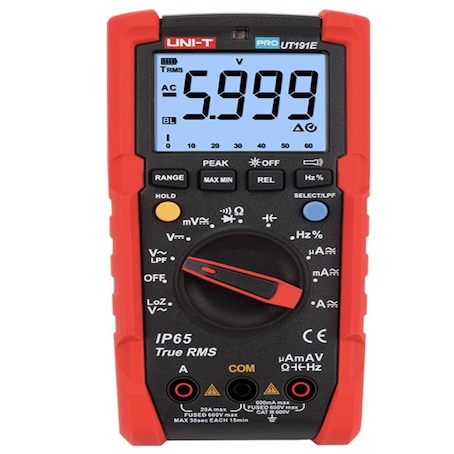 UNI-T PRO UT191E
TRMS V
AC
-5.999
BL
0 10 20 30 40 50 60
PEAK OFF
RANGE MAX MIN REL Hz%
HOLD SELECT/LPF
mV Ω
V Hz%
V~ LPF μA
OFF mA
LoZ V~ A
IP65 CE
True RMS
A COM μAmAV
Ω Hz
20A max
FUSED 600V max
MAX 30sec EACH 15min
600mA max
FUSED 600V max
CAT III 600V